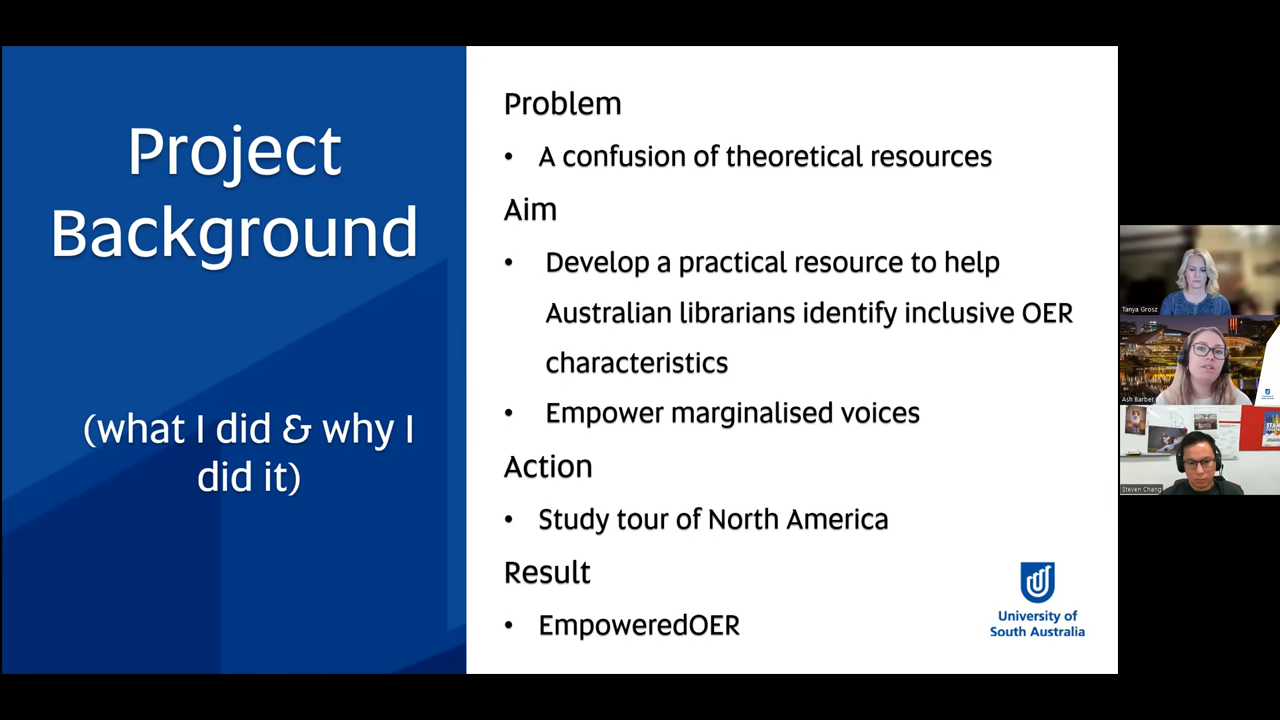 Project
Background
(what I did & why I
did it)
Problem
• A confusion of theoretical resources
Aim
• Develop a practical resource to help
Australian librarians identify inclusive OER
characteristics
• Empower marginalised voices
Action
• Study tour of North America
Result
• EmpoweredOER
University of
South Australia
Tanya Grosz
Ash Barber
Steven Chang